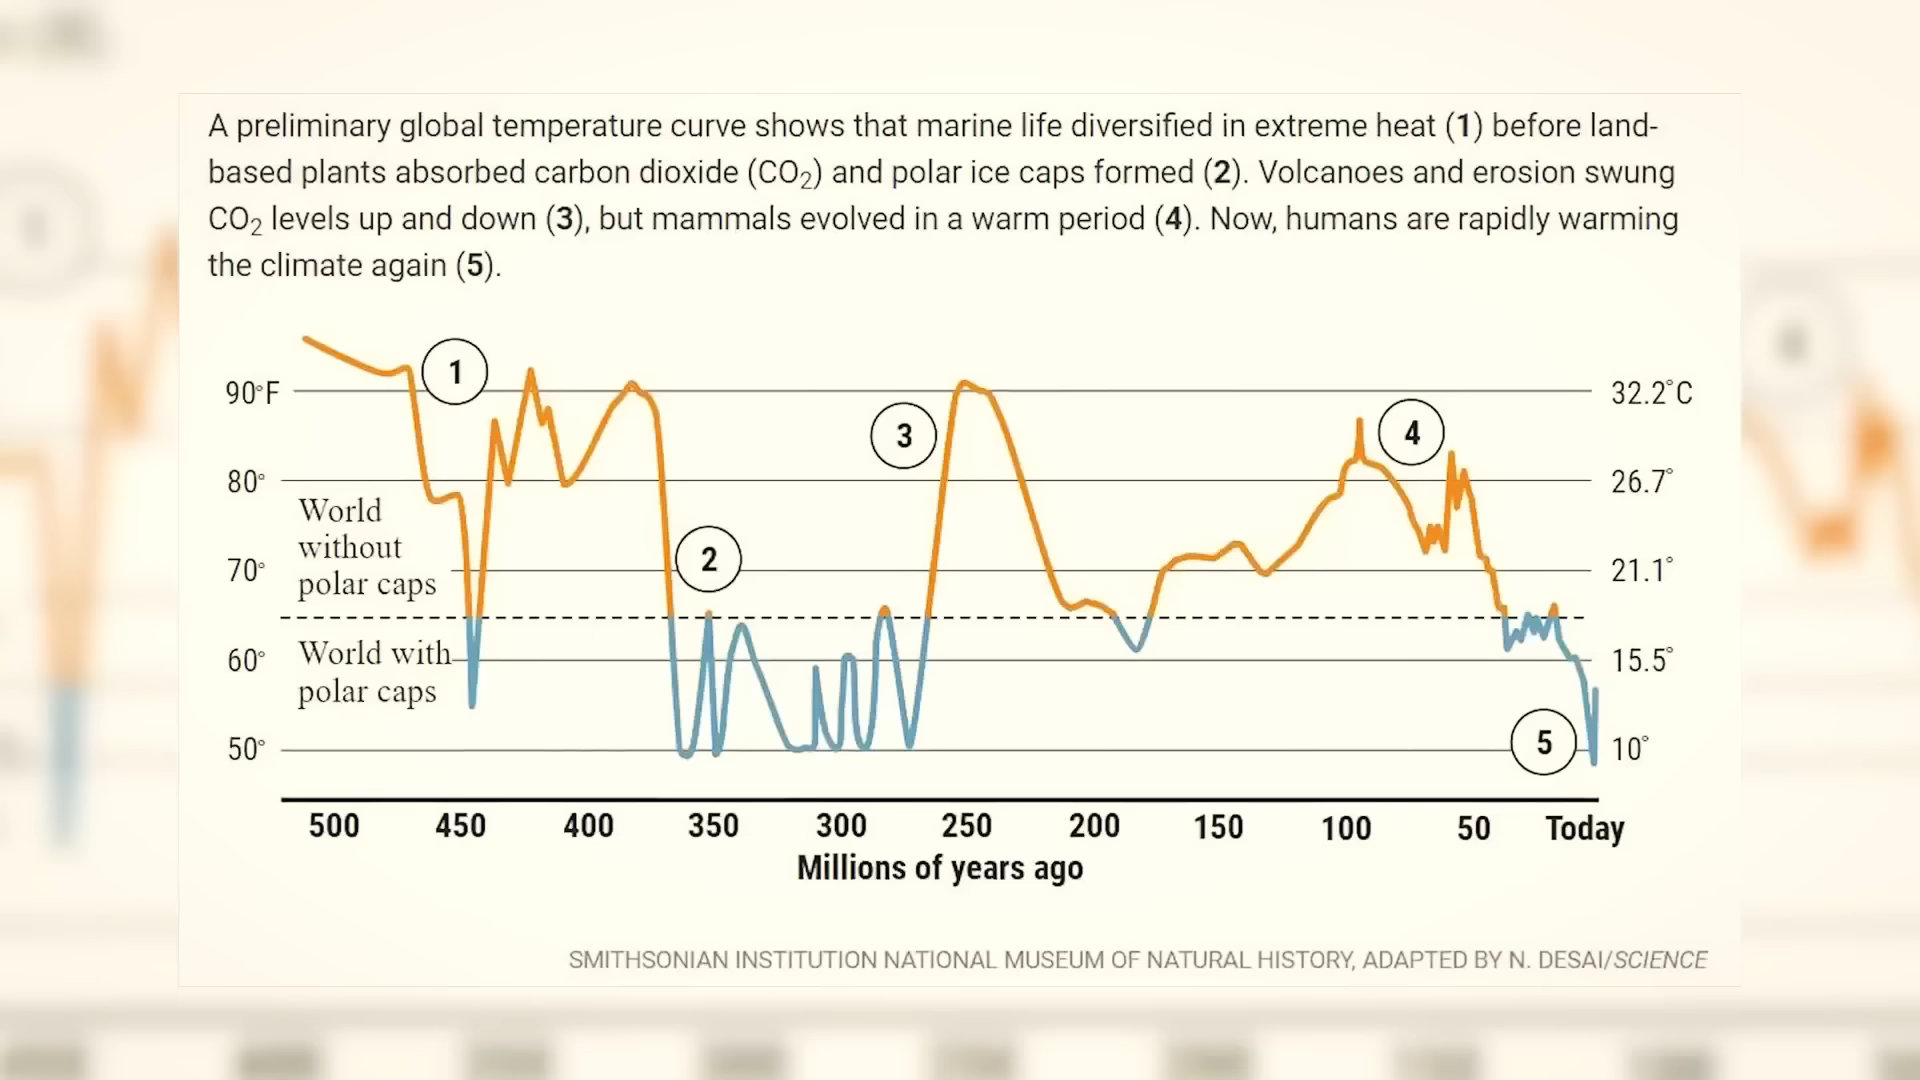 A preliminary global temperature curve shows that marine life diversified in extreme heat (1) before land-
based plants absorbed carbon dioxide (CO₂) and polar ice caps formed (2). Volcanoes and erosion swung
CO₂ levels up and down (3), but mammals evolved in a warm period (4). Now, humans are rapidly warming
the climate again (5).
1
90°F
32.2°C
4
3
80°
26.7°
World
without
polar caps
2
70°
21.1°
World with
polar caps
60°
15.5°
5
50°
10°
500 450 400 350 300 250 200 150 100 50 Today
Millions of years ago
SMITHSONIAN INSTITUTION NATIONAL MUSEUM OF NATURAL HISTORY, ADAPTED BY N. DESAI/SCIENCE